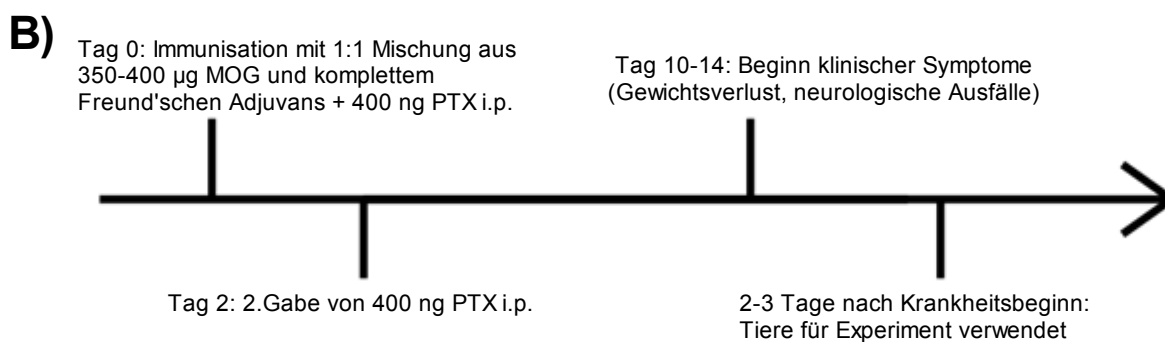 B)
Tag 0: Immunisation mit 1:1 Mischung aus
350-400 µg MOG und komplettem
Freund'schen Adjuvans + 400 ng PTX i.p.
Tag 10-14: Beginn klinischer Symptome
(Gewichtsverlust, neurologische Ausfälle)
Tag 2: 2.Gabe von 400 ng PTX i.p.
2-3 Tage nach Krankheitsbeginn:
Tiere für Experiment verwendet